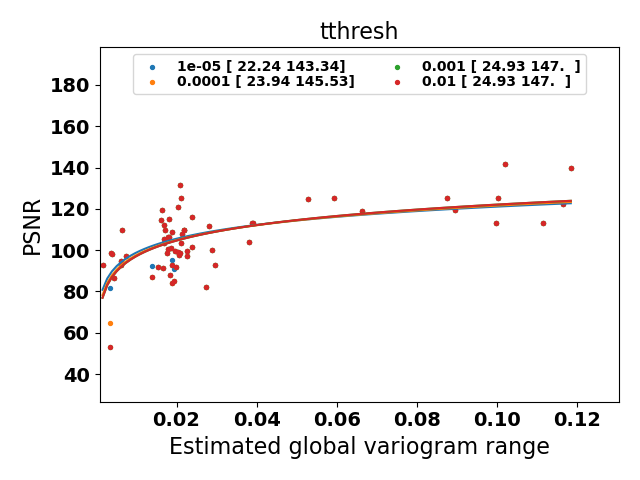 tthresh
1e-05 [ 22.24 143.34]
0.0001 [ 23.94 145.53]
0.001 [ 24.93 147.  ]
0.01 [ 24.93 147.  ]
PSNR
180
160
140
120
100
80
60
40
0.02 0.04 0.06 0.08 0.10 0.12
Estimated global variogram range